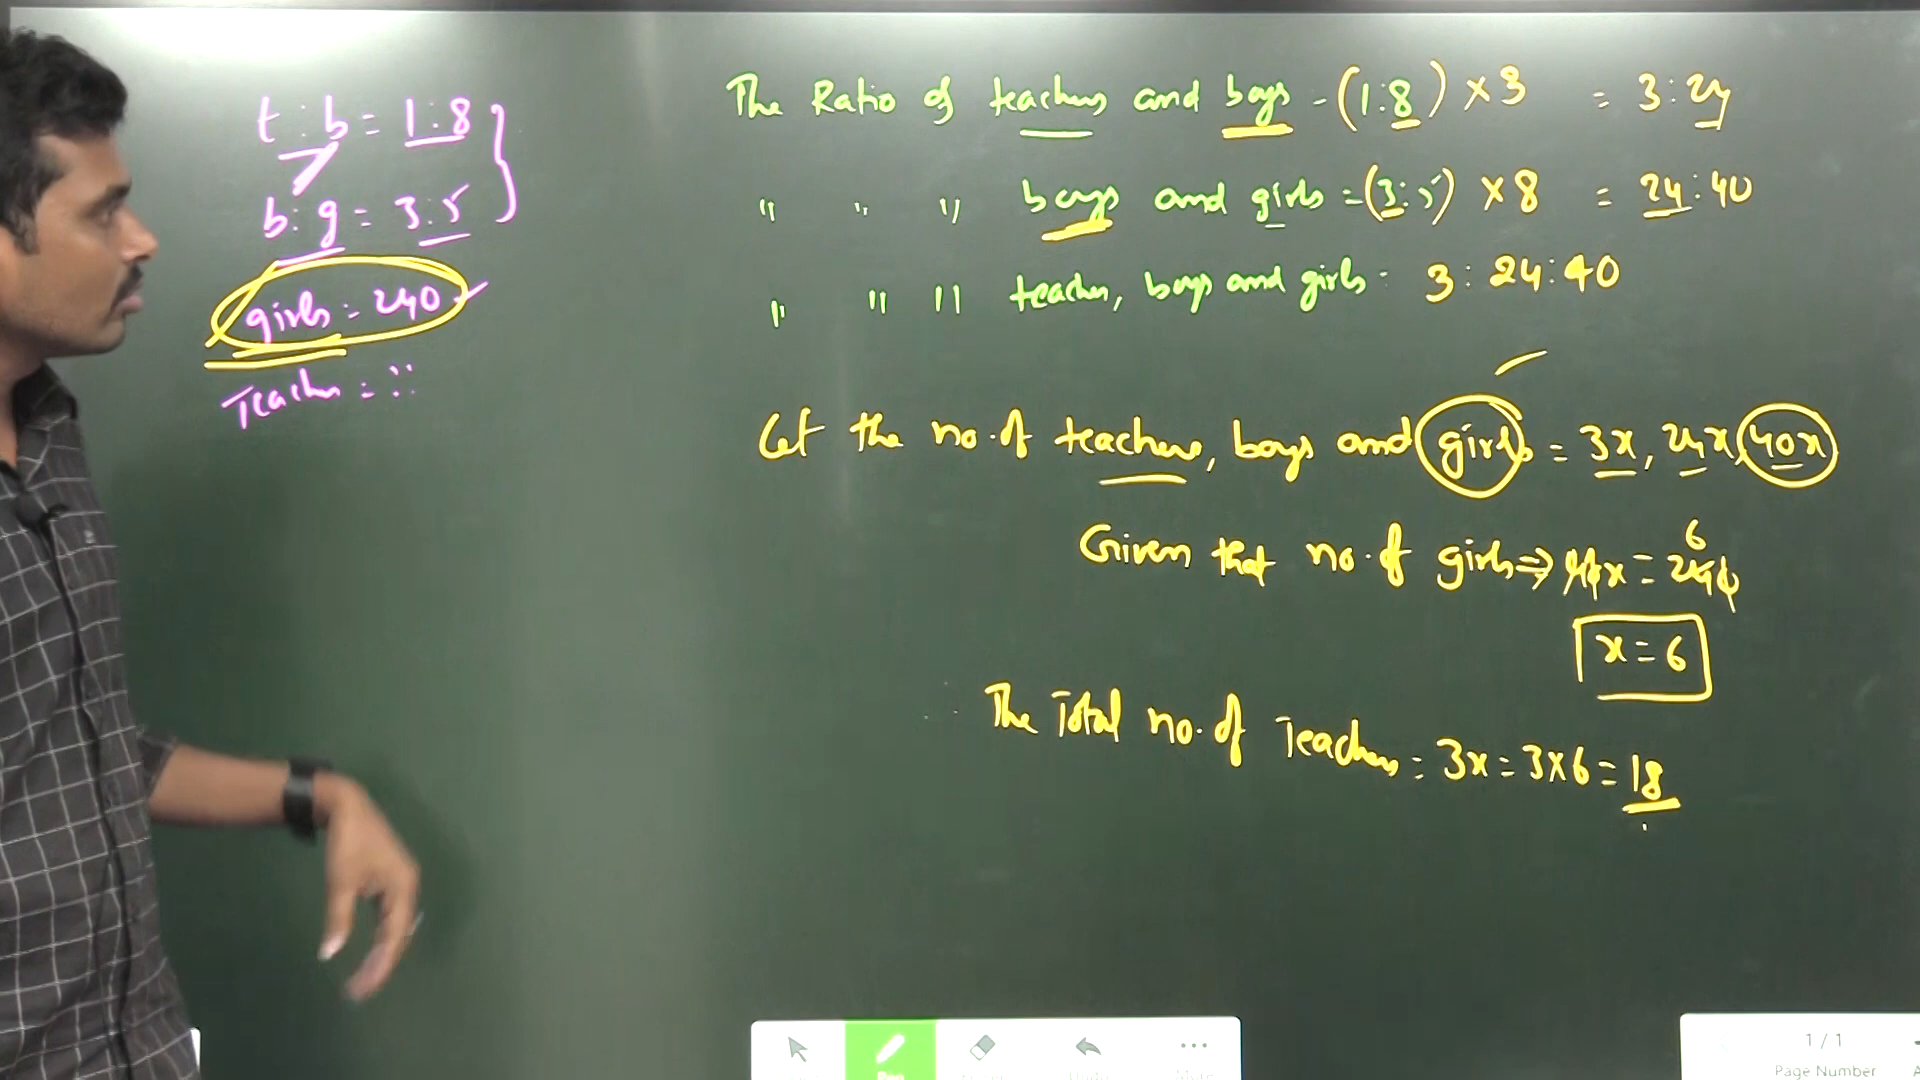 t : b = 1:8
b: g = 3:5
girls = 240
Teacher = ::
The Ratio of teachers and boys - (1:8) × 3 = 3:24
" " " boys and girls = (3:5) × 8 = 24:40
" " " teacher, boys and girls : 3 : 24 : 40
Let the no.of teachers, boys and girls = 3x, 24x, 40x
Given that no.of girls ⇒ 40x = 240
6
x = 6
The Total no.of Teachers = 3x = 3×6 = 18
1 / 1
Page Number